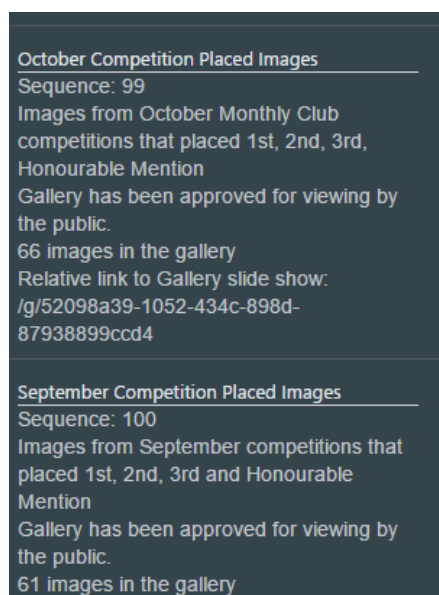 October Competition Placed Images
Sequence: 99
Images from October Monthly Club
competitions that placed 1st, 2nd, 3rd,
Honourable Mention
Gallery has been approved for viewing by
the public.
66 images in the gallery
Relative link to Gallery slide show:
/g/52098a39-1052-434c-898d-
87938899ccd4
September Competition Placed Images
Sequence: 100
Images from September competitions that
placed 1st, 2nd, 3rd and Honourable
Mention
Gallery has been approved for viewing by
the public.
61 images in the gallery